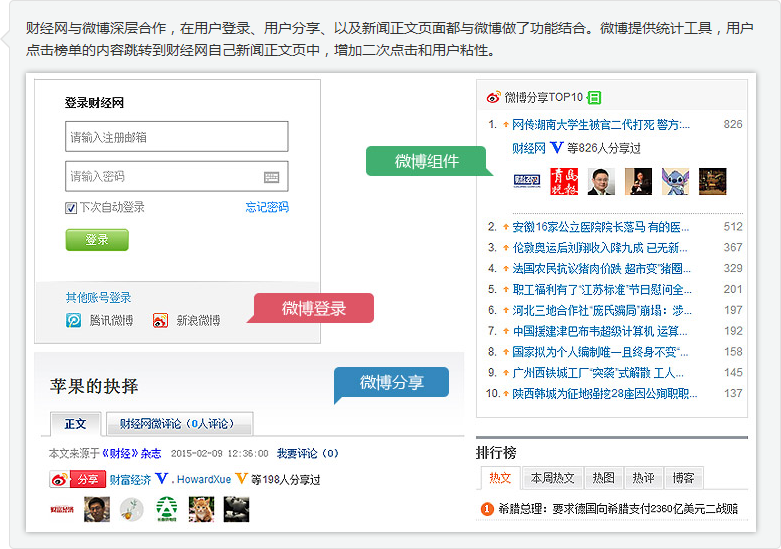 财经网与微博深层合作，在用户登录、用户分享、以及新闻正文页面都与微博做了功能结合。微博提供统计工具，用户
点击榜单的内容跳转到财经网自己新闻正文页中，增加二次点击和用户粘性。
登录财经网
请输入注册邮箱
请输入密码
下次自动登录 忘记密码
登录
其他账号登录
腾讯微博 新浪微博
微博登录
微博组件
微博分享TOP10
1. 网传湖南大学生被官二代打死 警方:... 826
财经网 V 等826人分享过
青岛晚报
2. 安徽16家公立医院院长落马 有的医... 512
3. 伦敦奥运后刘翔收入降九成 已无新... 367
4. 法国农民抗议猪肉价跌 超市变"猪圈... 329
5. 职工福利有了"江苏标准"节日慰问全... 201
6. 河北三地合作社"庞氏骗局"崩塌：涉... 197
7. 中国援建津巴布韦超级计算机 运算... 192
8. 国家拟为个人编制唯一且终身不变"... 158
9. 广州西铁城工厂"突袭"式解散 工人... 145
10. 陕西韩城为征地强挖28座因公殉职职... 137
微博分享
苹果的抉择
正文 财经网微评论（0人评论）
本文来源于《财经》杂志 2015-02-09 12:36:00 我要评论（0）
分享 财富经济 V . HowardXue V 等198人分享过
财富经济
排行榜
热文 本周热文 热图 热评 博客
1 希腊总理：要求德国向希腊支付2360亿美元二战赔